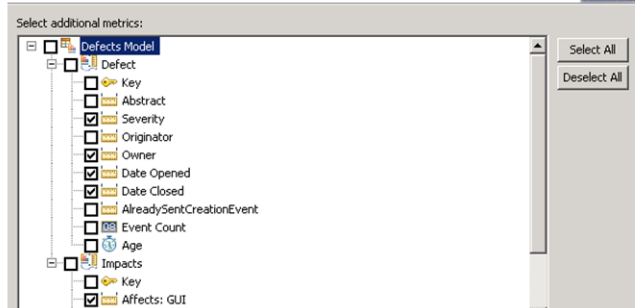 Select additional metrics:
Defects Model
Select All
Defect
Deselect All
Key
Abstract
Severity
Originator
Owner
Date Opened
Date Closed
AlreadySentCreationEvent
Event Count
Age
Impacts
Key
Affects: GUI